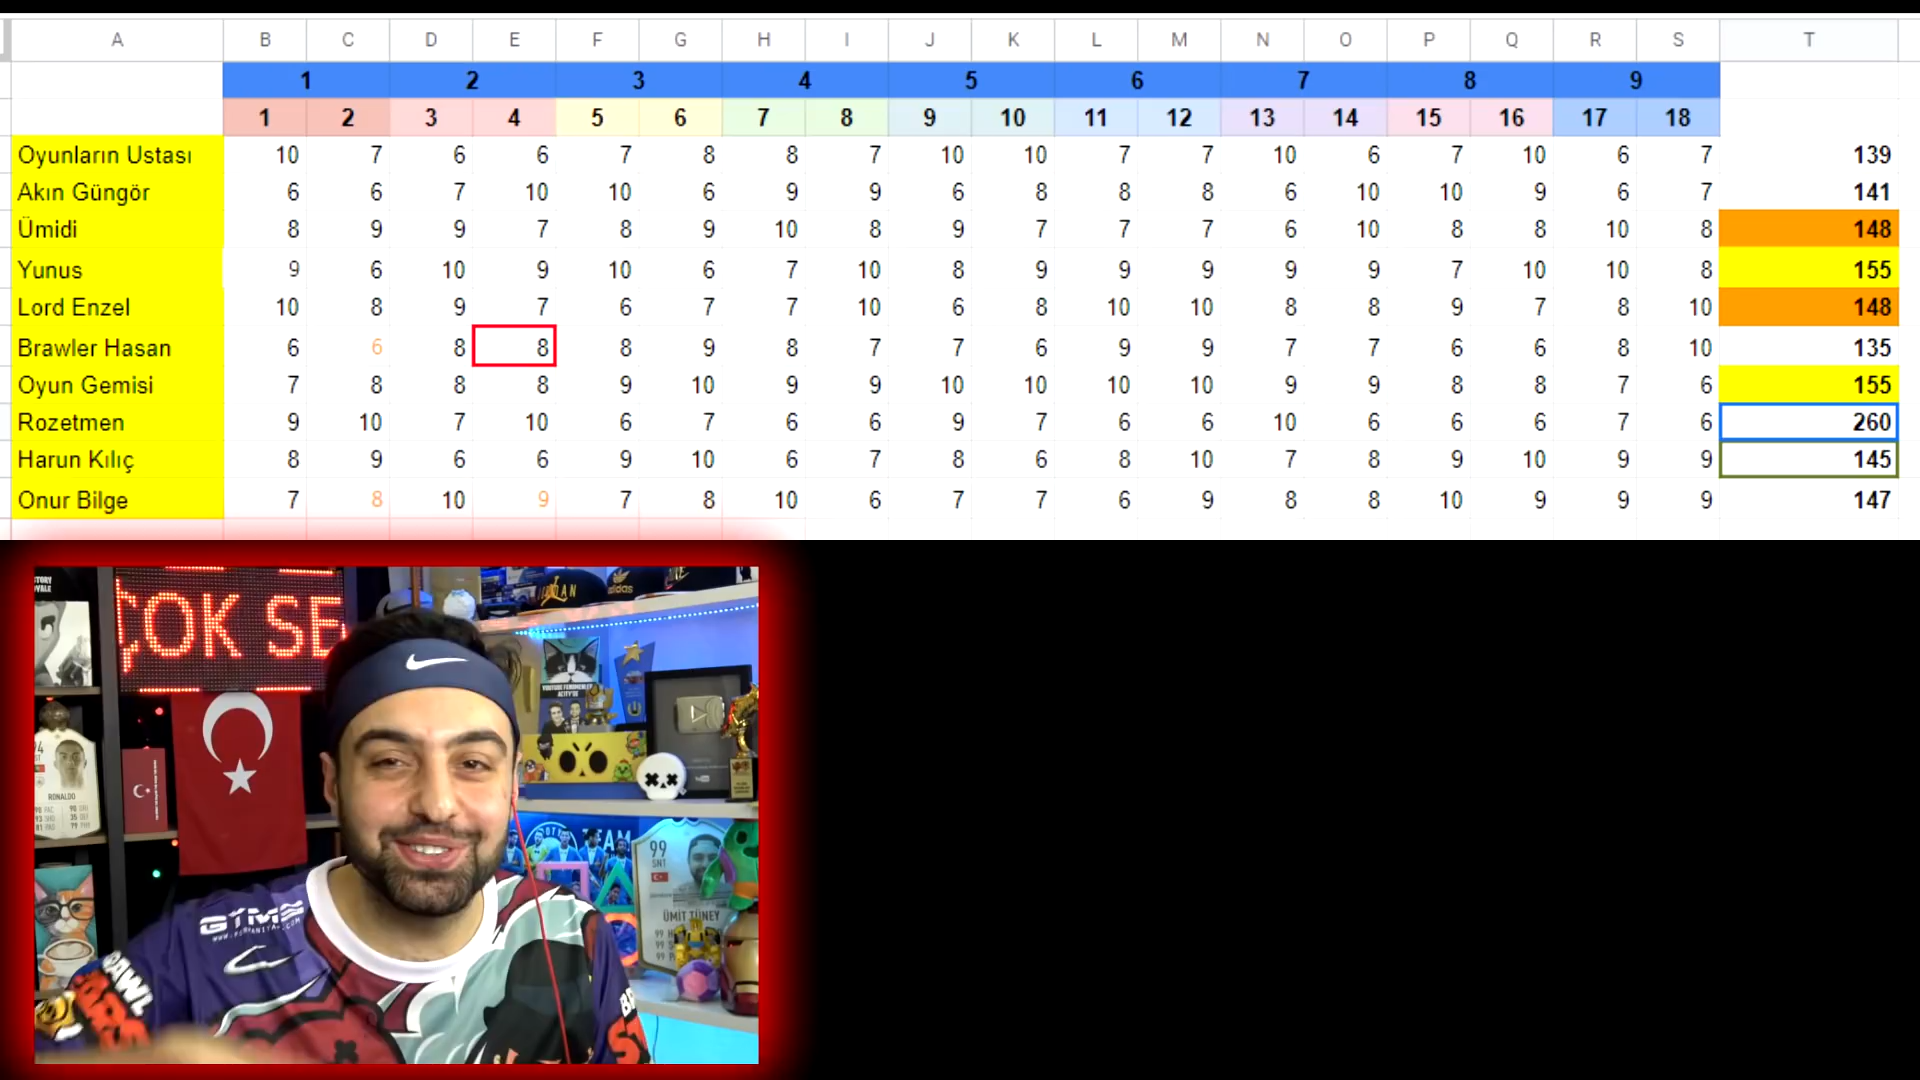 A B C D E F G H I J K L M N O P Q R S T
1 2 3 4 5 6 7 8 9
1 2 3 4 5 6 7 8 9 10 11 12 13 14 15 16 17 18
Oyunların Ustası 10 7 6 6 7 8 8 7 10 10 7 7 10 6 7 10 6 7 139
Akın Güngör 6 6 7 10 10 6 9 9 6 8 8 8 6 10 10 9 6 7 141
Ümidi 8 9 9 7 8 9 10 8 9 7 7 7 6 10 8 8 10 8 148
Yunus 9 6 10 9 10 6 7 10 8 9 9 9 9 9 7 10 10 8 155
Lord Enzel 10 8 9 7 6 7 7 10 6 8 10 10 8 8 9 7 8 10 148
Brawler Hasan 6 6 8 8 8 9 8 7 7 6 9 9 7 7 6 6 8 10 135
Oyun Gemisi 7 8 8 8 9 10 9 9 10 10 10 10 9 9 8 8 7 6 155
Rozetmen 9 10 7 10 6 7 6 6 9 7 6 6 10 6 6 6 7 6 260
Harun Kılıç 8 9 6 6 9 10 6 7 8 6 8 10 7 8 9 10 9 9 145
Onur Bilge 7 8 10 9 7 8 10 6 7 7 6 9 8 8 10 9 9 9 147
ÇOK SE
JORDAN
adidas
RONALDO
TEAM
99
SNT
ÜMİT TÜNEY
GTMS
BRAWL
STARS